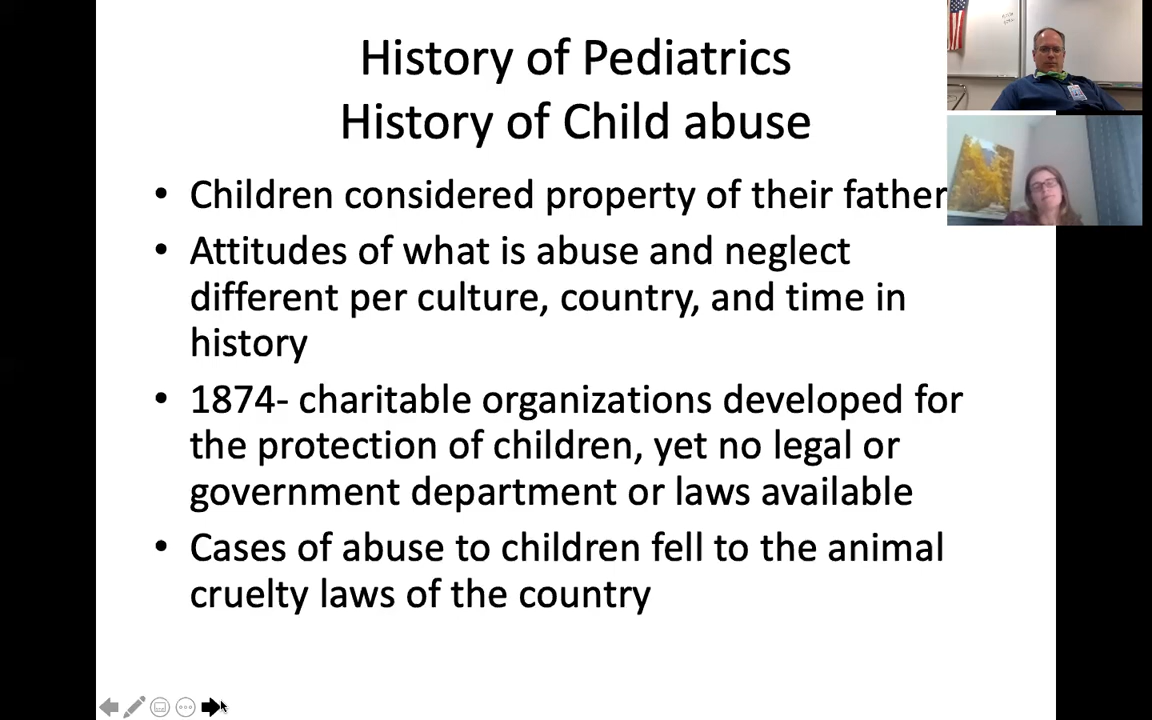 History of Pediatrics
History of Child abuse
• Children considered property of their father
• Attitudes of what is abuse and neglect
different per culture, country, and time in
history
• 1874- charitable organizations developed for
the protection of children, yet no legal or
government department or laws available
• Cases of abuse to children fell to the animal
cruelty laws of the country